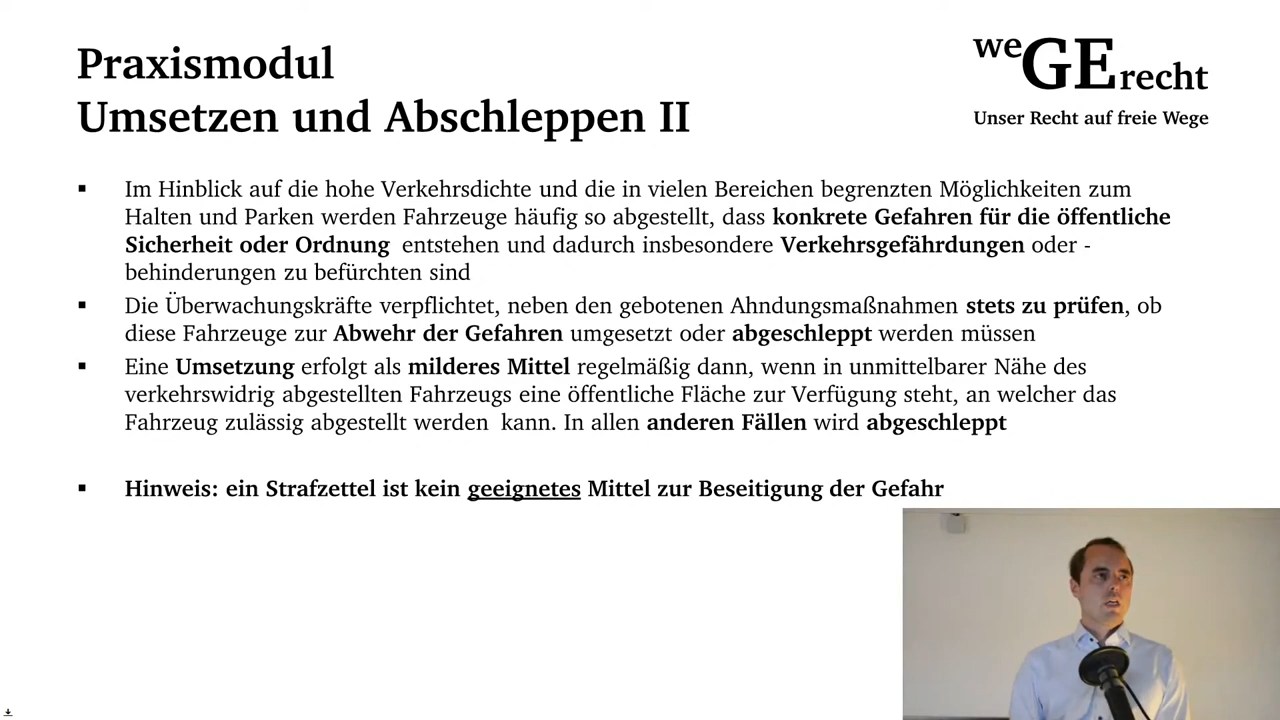 Praxismodul
Umsetzen und Abschleppen II
weGErecht
Unser Recht auf freie Wege
▪ Im Hinblick auf die hohe Verkehrsdichte und die in vielen Bereichen begrenzten Möglichkeiten zum
Halten und Parken werden Fahrzeuge häufig so abgestellt, dass konkrete Gefahren für die öffentliche
Sicherheit oder Ordnung entstehen und dadurch insbesondere Verkehrsgefährdungen oder -
behinderungen zu befürchten sind
▪ Die Überwachungskräfte verpflichtet, neben den gebotenen Ahndungsmaßnahmen stets zu prüfen, ob
diese Fahrzeuge zur Abwehr der Gefahren umgesetzt oder abgeschleppt werden müssen
▪ Eine Umsetzung erfolgt als milderes Mittel regelmäßig dann, wenn in unmittelbarer Nähe des
verkehrswidrig abgestellten Fahrzeugs eine öffentliche Fläche zur Verfügung steht, an welcher das
Fahrzeug zulässig abgestellt werden kann. In allen anderen Fällen wird abgeschleppt
▪ Hinweis: ein Strafzettel ist kein geeignetes Mittel zur Beseitigung der Gefahr